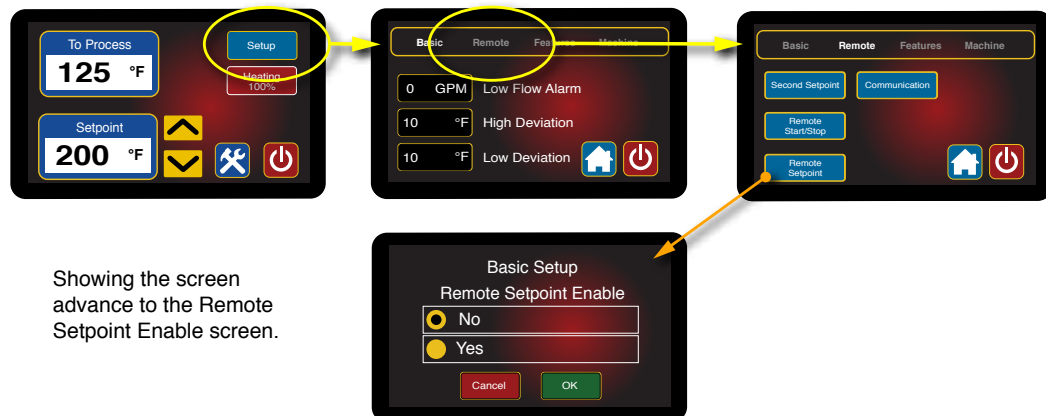 To Process
125 °F
Setup
Heating
100%
Setpoint
200 °F
Basic Remote Features Machine
0 GPM Low Flow Alarm
10 °F High Deviation
10 °F Low Deviation
Basic Remote Features Machine
Second Setpoint Communication
Remote
Start/Stop
Remote
Setpoint
Showing the screen
advance to the Remote
Setpoint Enable screen.
Basic Setup
Remote Setpoint Enable
No
Yes
Cancel OK